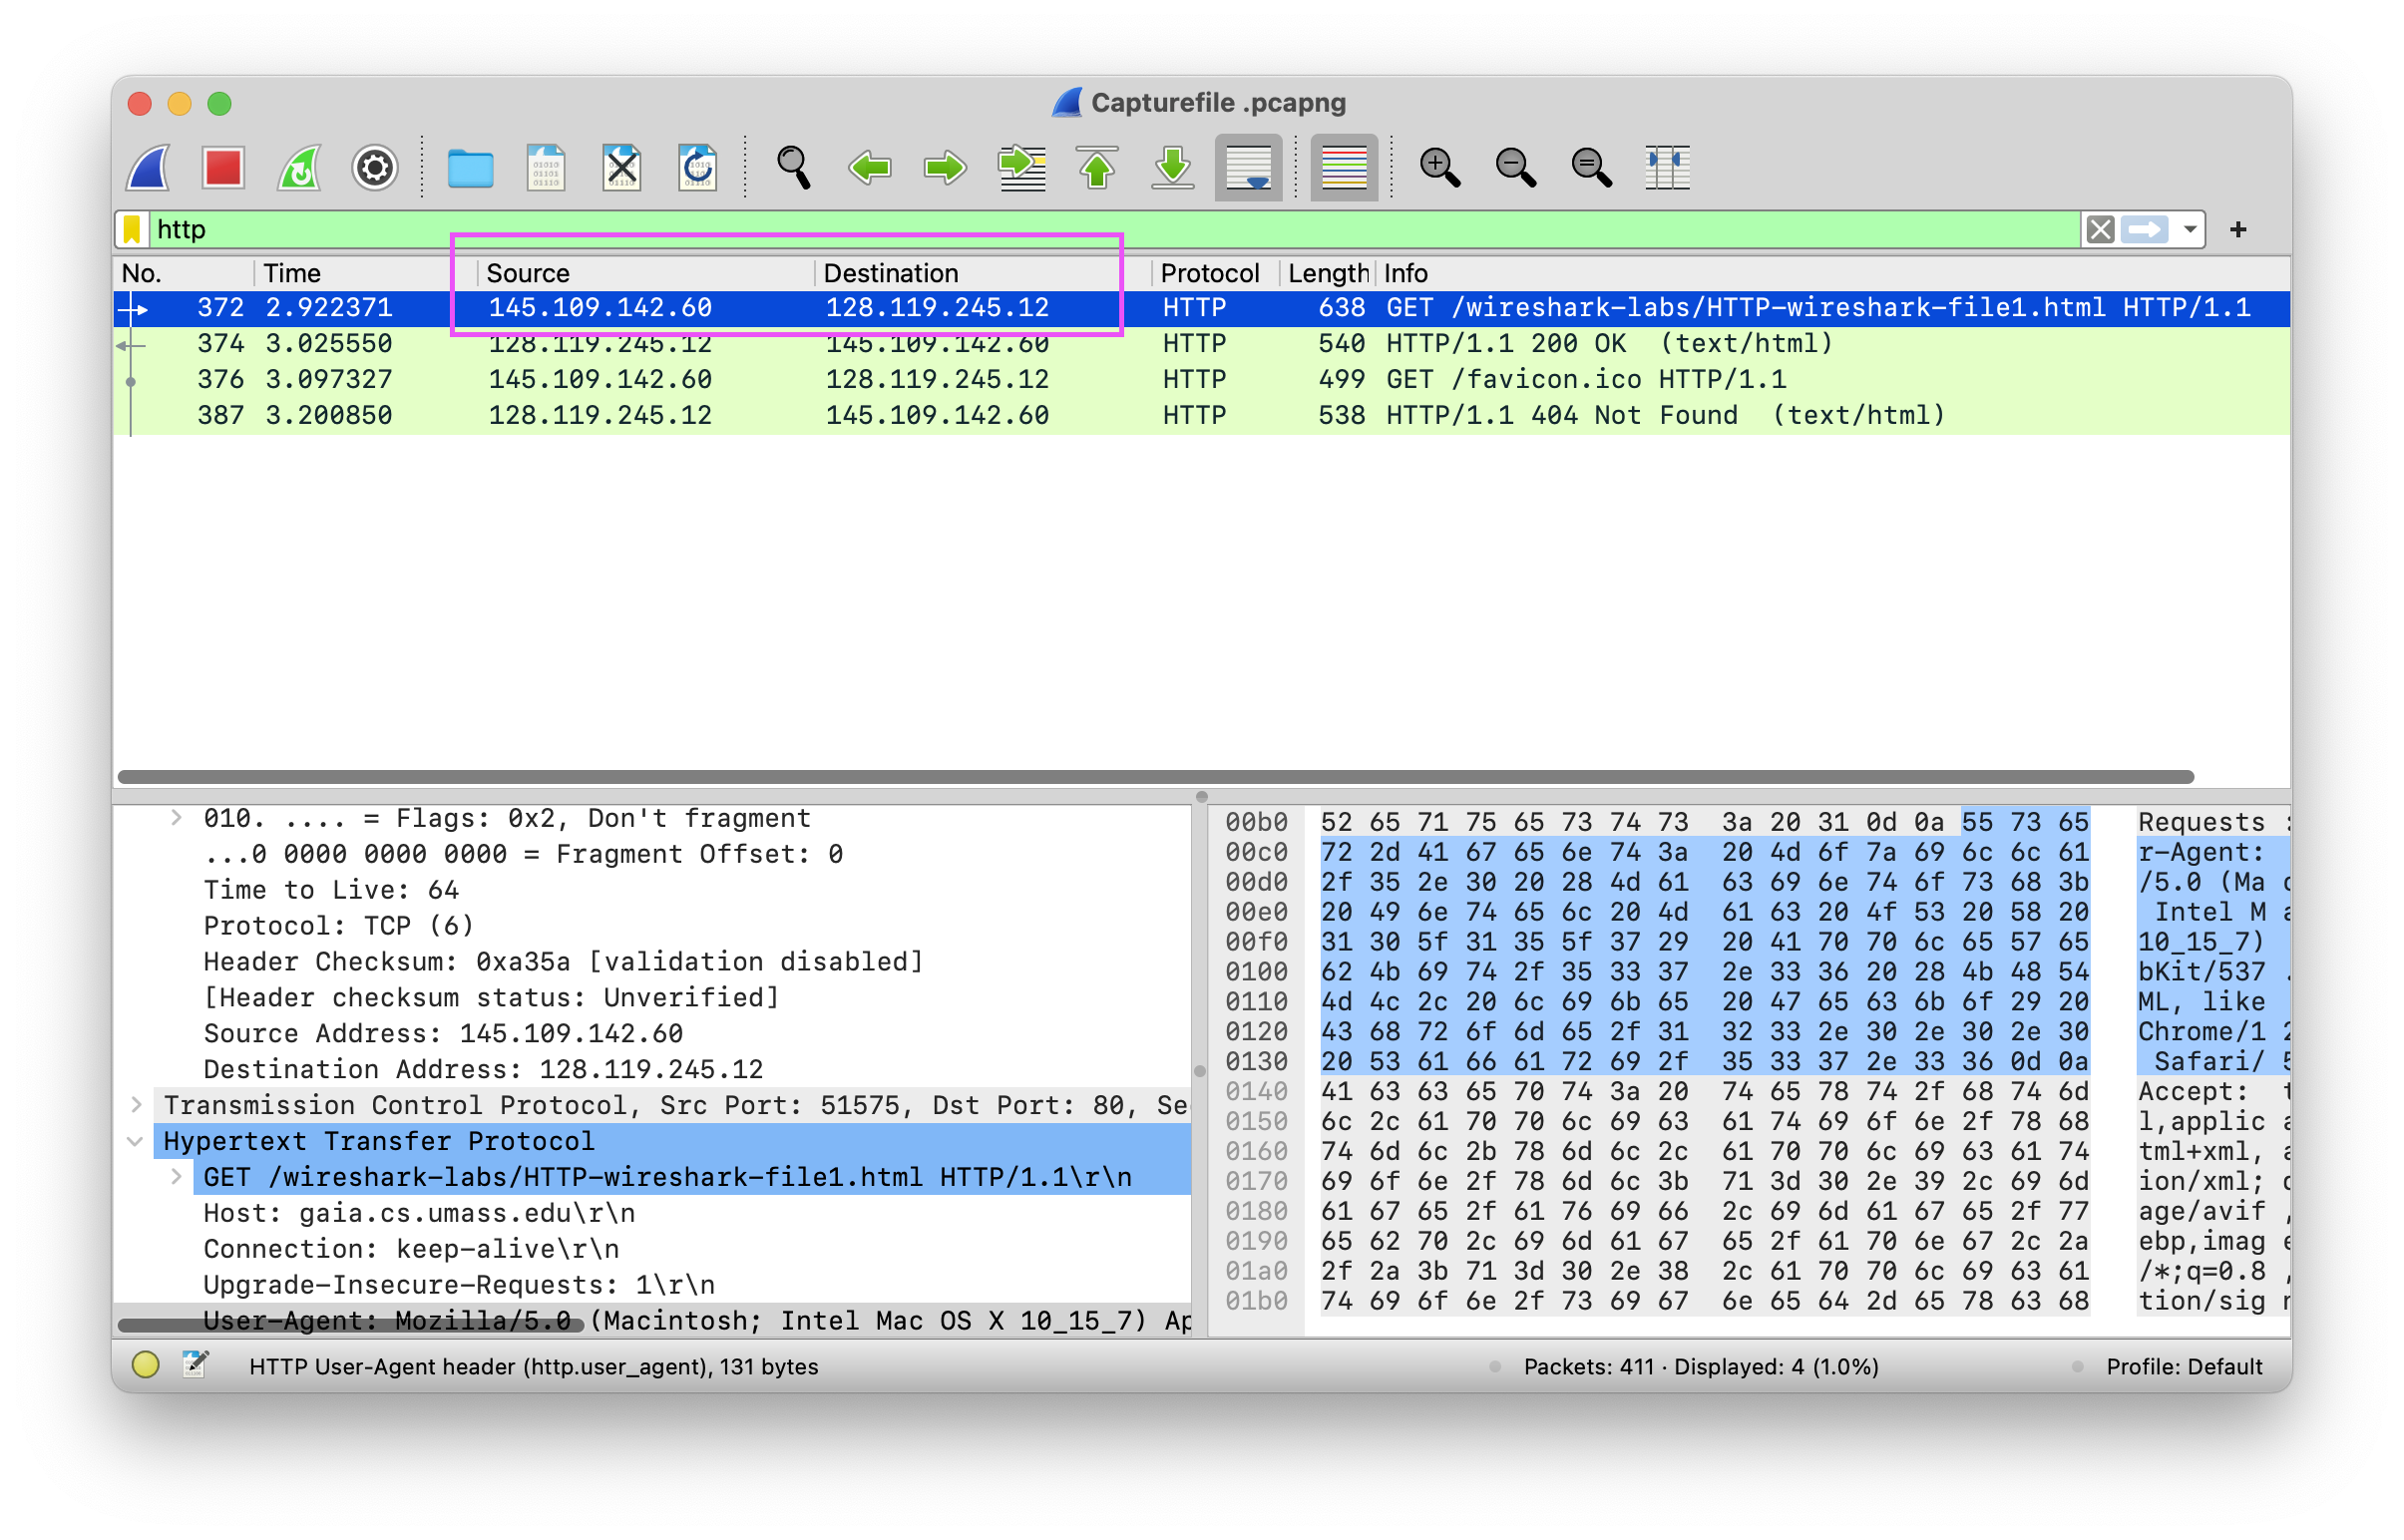 Capturefile .pcapng
http
+
No. Time Source Destination Protocol Length Info
372 2.922371 145.109.142.60 128.119.245.12 HTTP 638 GET /wireshark-labs/HTTP-wireshark-file1.html HTTP/1.1
374 3.025550 128.119.245.12 145.109.142.60 HTTP 540 HTTP/1.1 200 OK (text/html)
376 3.097327 145.109.142.60 128.119.245.12 HTTP 499 GET /favicon.ico HTTP/1.1
387 3.200850 128.119.245.12 145.109.142.60 HTTP 538 HTTP/1.1 404 Not Found (text/html)
010. .... = Flags: 0x2, Don't fragment
...0 0000 0000 0000 = Fragment Offset: 0
Time to Live: 64
Protocol: TCP (6)
Header Checksum: 0xa35a [validation disabled]
[Header checksum status: Unverified]
Source Address: 145.109.142.60
Destination Address: 128.119.245.12
Transmission Control Protocol, Src Port: 51575, Dst Port: 80, Se
Hypertext Transfer Protocol
GET /wireshark-labs/HTTP-wireshark-file1.html HTTP/1.1\r\n
Host: gaia.cs.umass.edu\r\n
Connection: keep-alive\r\n
Upgrade-Insecure-Requests: 1\r\n
User-Agent: Mozilla/5.0 (Macintosh; Intel Mac OS X 10_15_7) Ap
00b0 52 65 71 75 65 73 74 73 3a 20 31 0d 0a 55 73 65 Requests :
00c0 72 2d 41 67 65 6e 74 3a 20 4d 6f 7a 69 6c 6c 61 r-Agent:
00d0 2f 35 2e 30 20 28 4d 61 63 69 6e 74 6f 73 68 3b /5.0 (Ma c
00e0 20 49 6e 74 65 6c 20 4d 61 63 20 4f 53 20 58 20 Intel M a
00f0 31 30 5f 31 35 5f 37 29 20 41 70 70 6c 65 57 65 10_15_7)
0100 62 4b 69 74 2f 35 33 37 2e 33 36 20 28 4b 48 54 bKit/537 .
0110 4d 4c 2c 20 6c 69 6b 65 20 47 65 63 6b 6f 29 20 ML, like
0120 43 68 72 6f 6d 65 2f 31 32 33 2e 30 2e 30 2e 30 Chrome/1 2
0130 20 53 61 66 61 72 69 2f 35 33 37 2e 33 36 0d 0a Safari/ 5
0140 41 63 63 65 70 74 3a 20 74 65 78 74 2f 68 74 6d Accept: t
0150 6c 2c 61 70 70 6c 69 63 61 74 69 6f 6e 2f 78 68 l,applic a
0160 74 6d 6c 2b 78 6d 6c 2c 61 70 70 6c 69 63 61 74 tml+xml, a
0170 69 6f 6e 2f 78 6d 6c 3b 71 3d 30 2e 39 2c 69 6d ion/xml; q
0180 61 67 65 2f 61 76 69 66 2c 69 6d 61 67 65 2f 77 age/avif ,
0190 65 62 70 2c 69 6d 61 67 65 2f 61 70 6e 67 2c 2a ebp,imag e
01a0 2f 2a 3b 71 3d 30 2e 38 2c 61 70 70 6c 69 63 61 /*;q=0.8 ,
01b0 74 69 6f 6e 2f 73 69 67 6e 65 64 2d 65 78 63 68 tion/sig n
HTTP User-Agent header (http.user_agent), 131 bytes
Packets: 411 · Displayed: 4 (1.0%)
Profile: Default